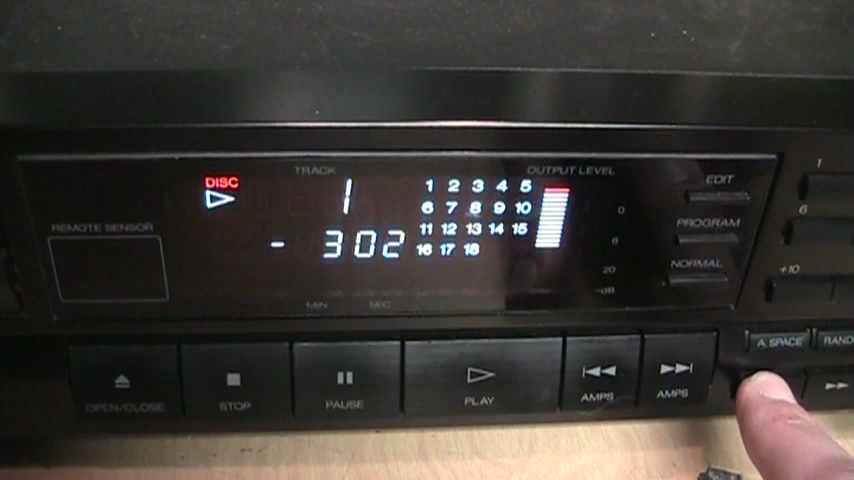 TRACK
OUTPUT LEVEL
DISC
1
1 2 3 4 5
6 7 8 9 10
11 12 13 14 15
16 17 18
- 302
0
6
20
-dB
REMOTE SENSOR
MIN SEC
EDIT
PROGRAM
NORMAL
1
6
+10
A.SPACE
RAND
OPEN/CLOSE
STOP
PAUSE
PLAY
AMPS
AMPS